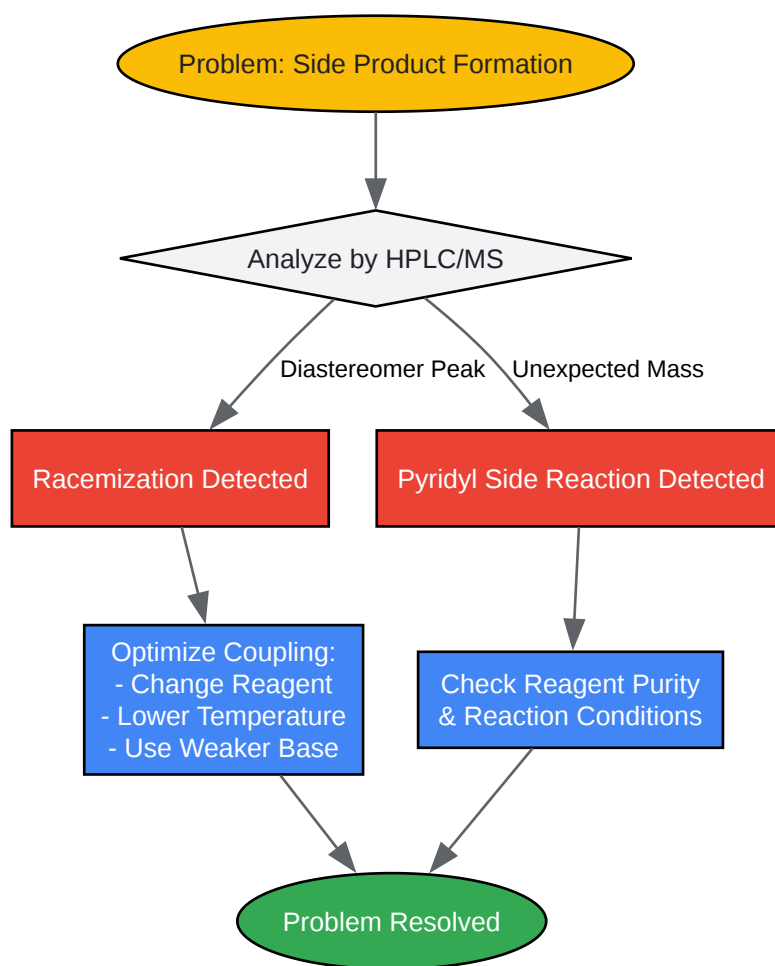 Problem: Side Product Formation
Analyze by HPLC/MS
Diastereomer Peak
Unexpected Mass
Racemization Detected
Pyridyl Side Reaction Detected
Optimize Coupling:
- Change Reagent
- Lower Temperature
- Use Weaker Base
Check Reagent Purity
& Reaction Conditions
Problem Resolved